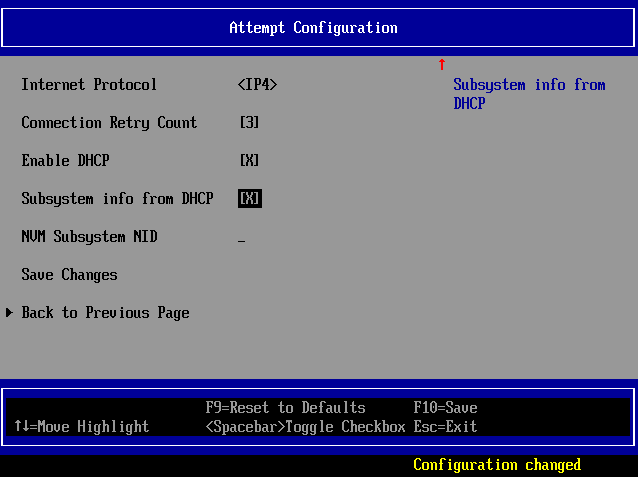 Attempt Configuration
↑
Internet Protocol <IP4> Subsystem info from
DHCP
Connection Retry Count [3]
Enable DHCP [X]
Subsystem info from DHCP [X]
NVM Subsystem NID _
Save Changes
Back to Previous Page
F9=Reset to Defaults F10=Save
↑↓=Move Highlight <Spacebar>Toggle Checkbox Esc=Exit
Configuration changed